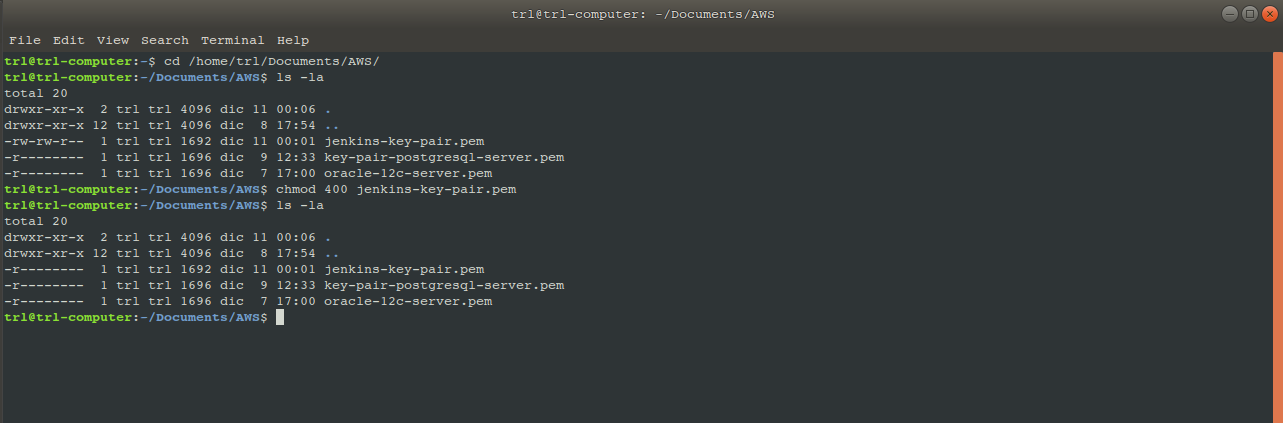 trl@trl-computer: ~/Documents/AWS
File Edit View Search Terminal Help
trl@trl-computer:~$ cd /home/trl/Documents/AWS/
trl@trl-computer:~/Documents/AWS$ ls -la
total 20
drwxr-xr-x  2 trl trl 4096 dic 11 00:06 .
drwxr-xr-x 12 trl trl 4096 dic  8 17:54 ..
-rw-rw-r--  1 trl trl 1692 dic 11 00:01 jenkins-key-pair.pem
-r--------  1 trl trl 1696 dic  9 12:33 key-pair-postgresql-server.pem
-r--------  1 trl trl 1696 dic  7 17:00 oracle-12c-server.pem
trl@trl-computer:~/Documents/AWS$ chmod 400 jenkins-key-pair.pem
trl@trl-computer:~/Documents/AWS$ ls -la
total 20
drwxr-xr-x  2 trl trl 4096 dic 11 00:06 .
drwxr-xr-x 12 trl trl 4096 dic  8 17:54 ..
-r--------  1 trl trl 1692 dic 11 00:01 jenkins-key-pair.pem
-r--------  1 trl trl 1696 dic  9 12:33 key-pair-postgresql-server.pem
-r--------  1 trl trl 1696 dic  7 17:00 oracle-12c-server.pem
trl@trl-computer:~/Documents/AWS$